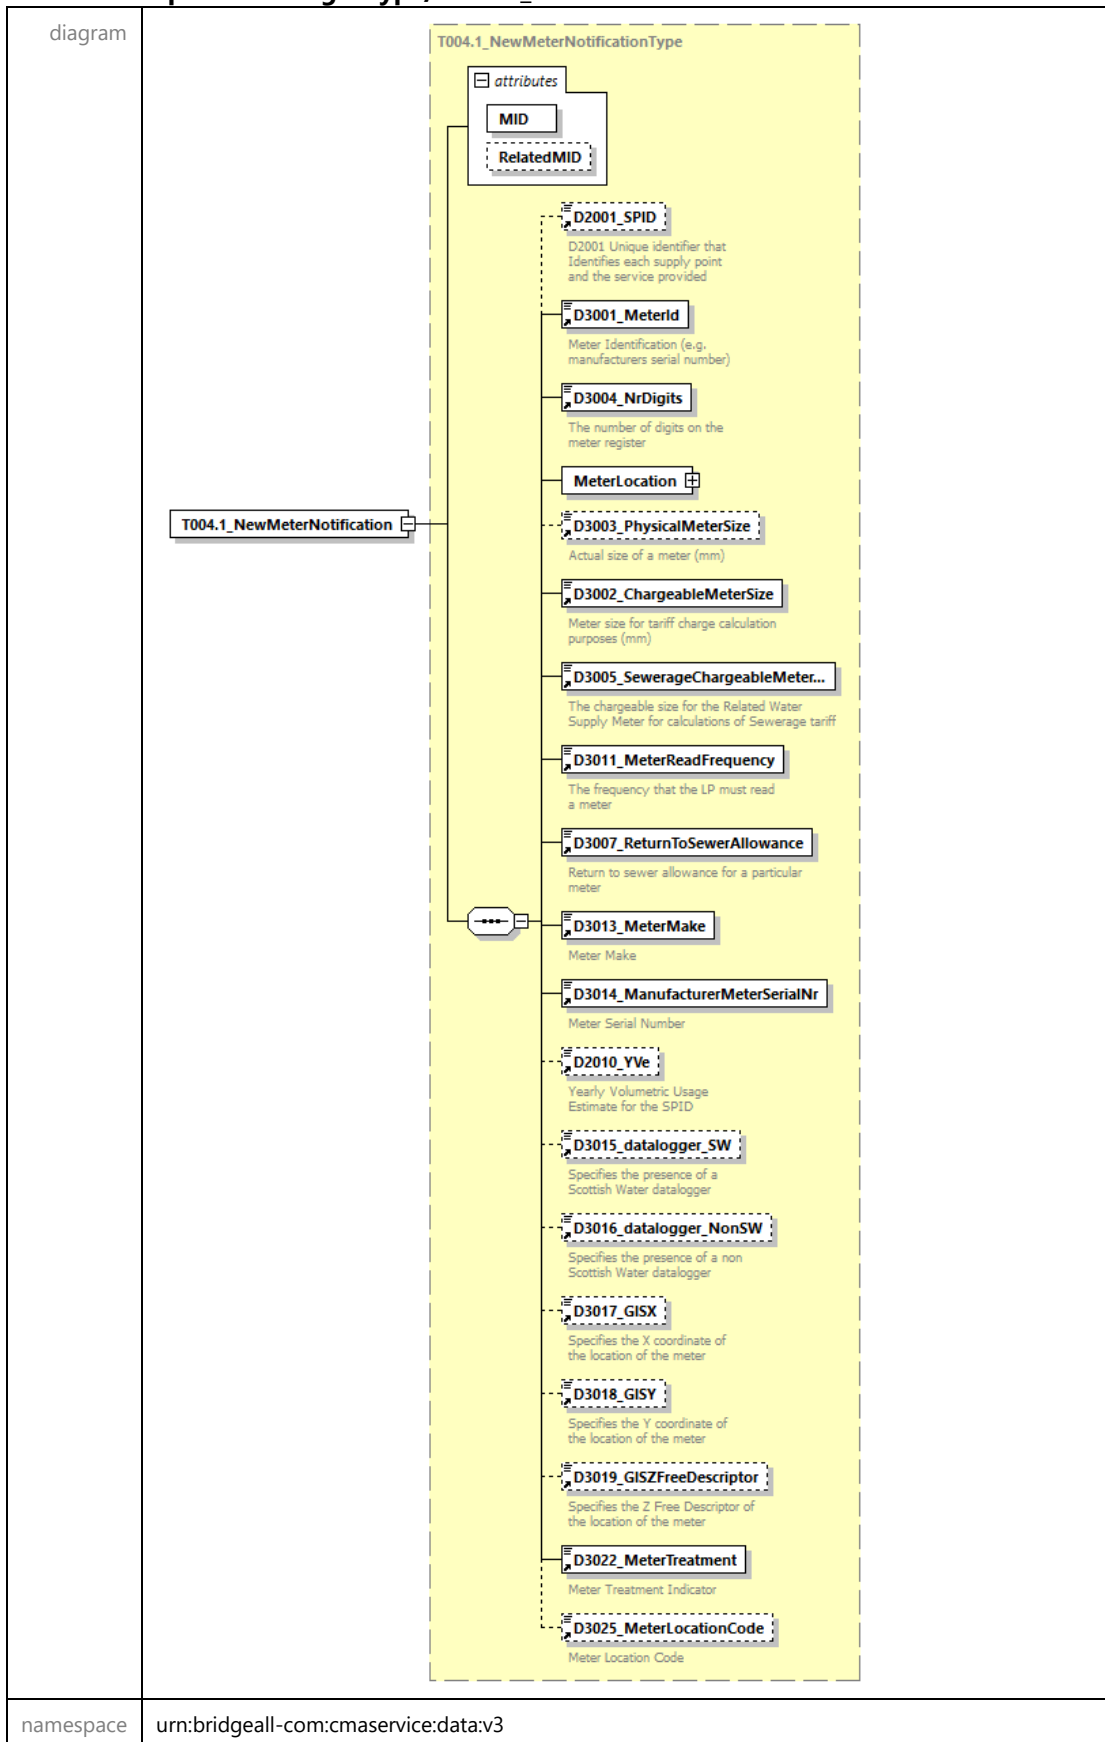 diagram
T004.1_NewMeterNotificationType
attributes
MID
RelatedMID
D2001_SPID
D2001 Unique identifier that
Identifies each supply point
and the service provided
D3001_MeterId
Meter Identification (e.g.
manufacturers serial number)
D3004_NrDigits
The number of digits on the
meter register
MeterLocation
T004.1_NewMeterNotification
D3003_PhysicalMeterSize
Actual size of a meter (mm)
D3002_ChargeableMeterSize
Meter size for tariff charge calculation
purposes (mm)
D3005_SewerageChargeableMeter...
The chargeable size for the Related Water
Supply Meter for calculations of Sewerage tariff
D3011_MeterReadFrequency
The frequency that the LP must read
a meter
D3007_ReturnToSewerAllowance
Return to sewer allowance for a particular
meter
D3013_MeterMake
Meter Make
D3014_ManufacturerMeterSerialNr
Meter Serial Number
D2010_YVe
Yearly Volumetric Usage
Estimate for the SPID
D3015_datalogger_SW
Specifies the presence of a
Scottish Water datalogger
D3016_datalogger_NonSW
Specifies the presence of a non
Scottish Water datalogger
D3017_GISX
Specifies the X coordinate of
the location of the meter
D3018_GISY
Specifies the Y coordinate of
the location of the meter
D3019_GISZFreeDescriptor
Specifies the Z Free Descriptor of
the location of the meter
D3022_MeterTreatment
Meter Treatment Indicator
D3025_MeterLocationCode
Meter Location Code
namespace urn:bridgeall-com:cmaservice:data:v3